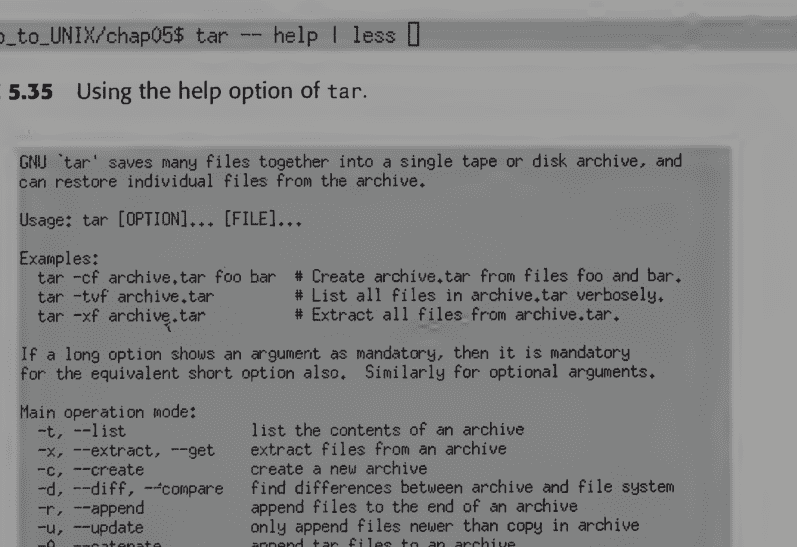 o_to_UNIX/chap05$ tar -- help | less
5.35 Using the help option of tar.
GNU `tar' saves many files together into a single tape or disk archive, and
can restore individual files from the archive.
Usage: tar [OPTION]... [FILE]...
Examples:
tar -cf archive.tar foo bar # Create archive.tar from files foo and bar.
tar -tvf archive.tar # List all files in archive.tar verbosely.
tar -xf archive.tar # Extract all files from archive.tar.
If a long option shows an argument as mandatory, then it is mandatory
for the equivalent short option also. Similarly for optional arguments.
Main operation mode:
-t, --list list the contents of an archive
-x, --extract, --get extract files from an archive
-c, --create create a new archive
-d, --diff, --compare find differences between archive and file system
-r, --append append files to the end of an archive
-u, --update only append files newer than copy in archive
--catenate append tar files to an archive